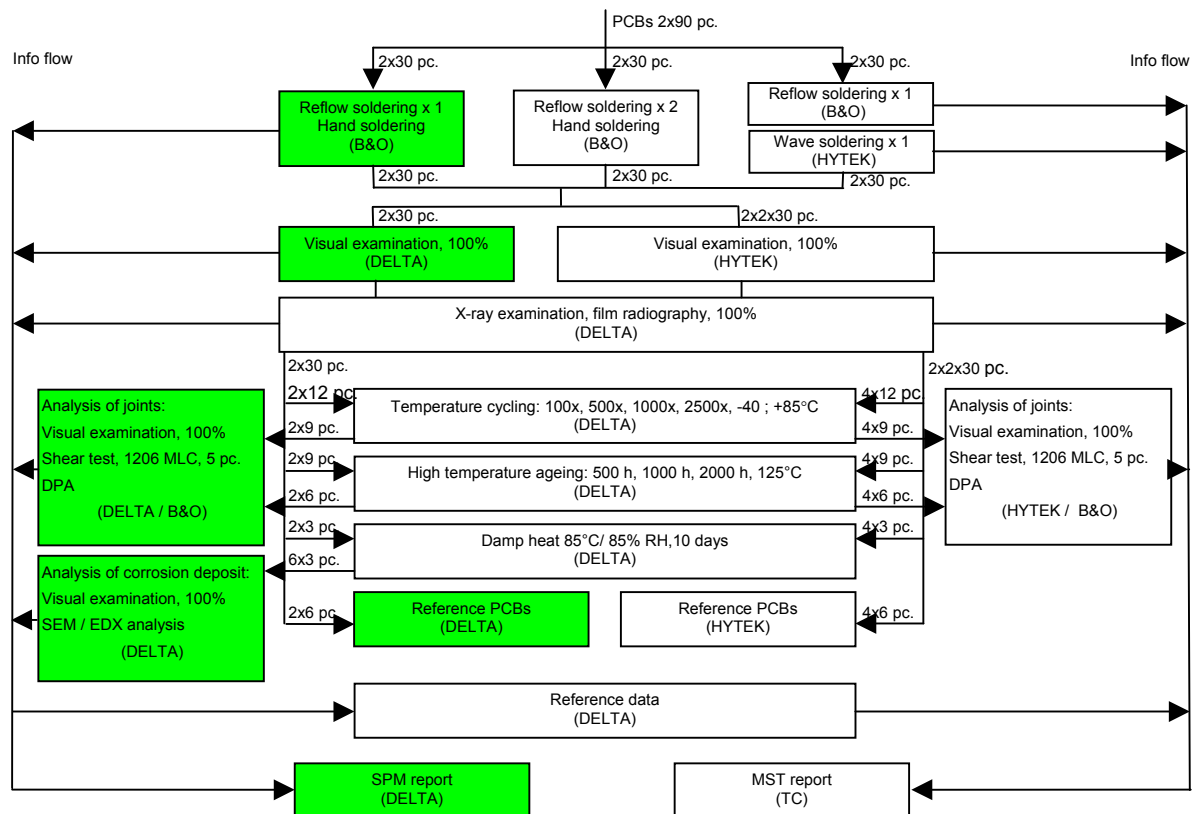 PCBs 2x90 pc.
Info flow
Info flow
2x30 pc.
2x30 pc.
2x30 pc.
Reflow soldering x 1
Hand soldering
(B&O)
Reflow soldering x 2
Hand soldering
(B&O)
Reflow soldering x 1
(B&O)
Wave soldering x 1
(HYTEK)
2x30 pc.
2x30 pc.
2x30 pc.
2x30 pc.
2x2x30 pc.
Visual examination, 100%
(DELTA)
Visual examination, 100%
(HYTEK)
X-ray examination, film radiography, 100%
(DELTA)
2x30 pc.
2x2x30 pc.
2x12 pc.
4x12 pc.
Temperature cycling: 100x, 500x, 1000x, 2500x, -40 ; +85°C
(DELTA)
2x9 pc.
4x9 pc.
Analysis of joints:
Visual examination, 100%
Shear test, 1206 MLC, 5 pc.
DPA
(DELTA / B&O)
Analysis of joints:
Visual examination, 100%
Shear test, 1206 MLC, 5 pc.
DPA
(HYTEK / B&O)
2x9 pc.
4x9 pc.
High temperature ageing: 500 h, 1000 h, 2000 h, 125°C
(DELTA)
2x6 pc.
4x6 pc.
2x3 pc.
4x3 pc.
Damp heat 85°C/ 85% RH,10 days
(DELTA)
6x3 pc.
Analysis of corrosion deposit:
Visual examination, 100%
SEM / EDX analysis
(DELTA)
2x6 pc.
4x6 pc.
Reference PCBs
(DELTA)
Reference PCBs
(HYTEK)
Reference data
(DELTA)
SPM report
(DELTA)
MST report
(TC)